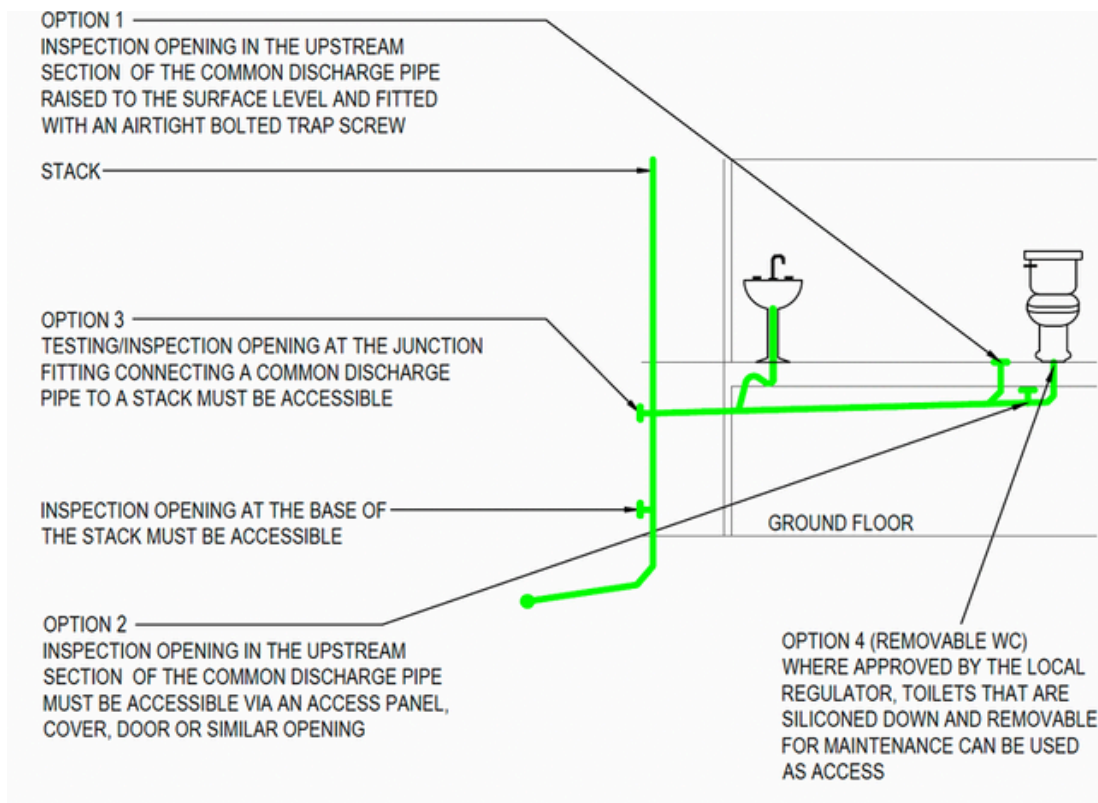 OPTION 1
INSPECTION OPENING IN THE UPSTREAM
SECTION OF THE COMMON DISCHARGE PIPE
RAISED TO THE SURFACE LEVEL AND FITTED
WITH AN AIRTIGHT BOLTED TRAP SCREW
STACK
OPTION 3
TESTING/INSPECTION OPENING AT THE JUNCTION
FITTING CONNECTING A COMMON DISCHARGE
PIPE TO A STACK MUST BE ACCESSIBLE
INSPECTION OPENING AT THE BASE OF
THE STACK MUST BE ACCESSIBLE
GROUND FLOOR
OPTION 2
INSPECTION OPENING IN THE UPSTREAM
SECTION OF THE COMMON DISCHARGE PIPE
MUST BE ACCESSIBLE VIA AN ACCESS PANEL,
COVER, DOOR OR SIMILAR OPENING
OPTION 4 (REMOVABLE WC)
WHERE APPROVED BY THE LOCAL
REGULATOR, TOILETS THAT ARE
SILICONED DOWN AND REMOVABLE
FOR MAINTENANCE CAN BE USED
AS ACCESS